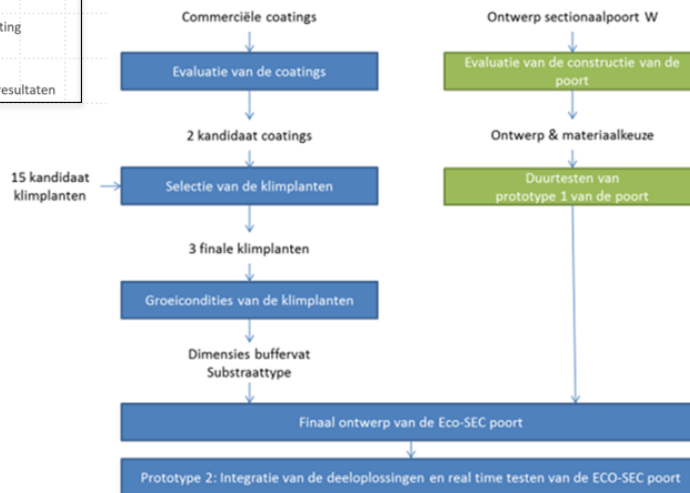 Commerciële coatings
Ontwerp sectionaalpoort W
Evaluatie van de coatings
Evaluatie van de constructie van de
poort
resultaten
2 kandidaat coatings
Ontwerp & materiaalkeuze
15 kandidaat
klimplanten
Selectie van de klimplanten
Duurtesten van
prototype 1 van de poort
3 finale klimplanten
Groeicondities van de klimplanten
Dimensies buffervat
Substraattype
Finaal ontwerp van de Eco-SEC poort
Prototype 2: Integratie van de deeloplossingen en real time testen van de ECO-SEC poort